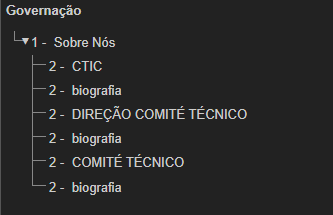 Governação
1 - Sobre Nós
2 - CTIC
2 - biografia
2 - DIREÇÃO COMITÉ TÉCNICO
2 - biografia
2 - COMITÉ TÉCNICO
2 - biografia